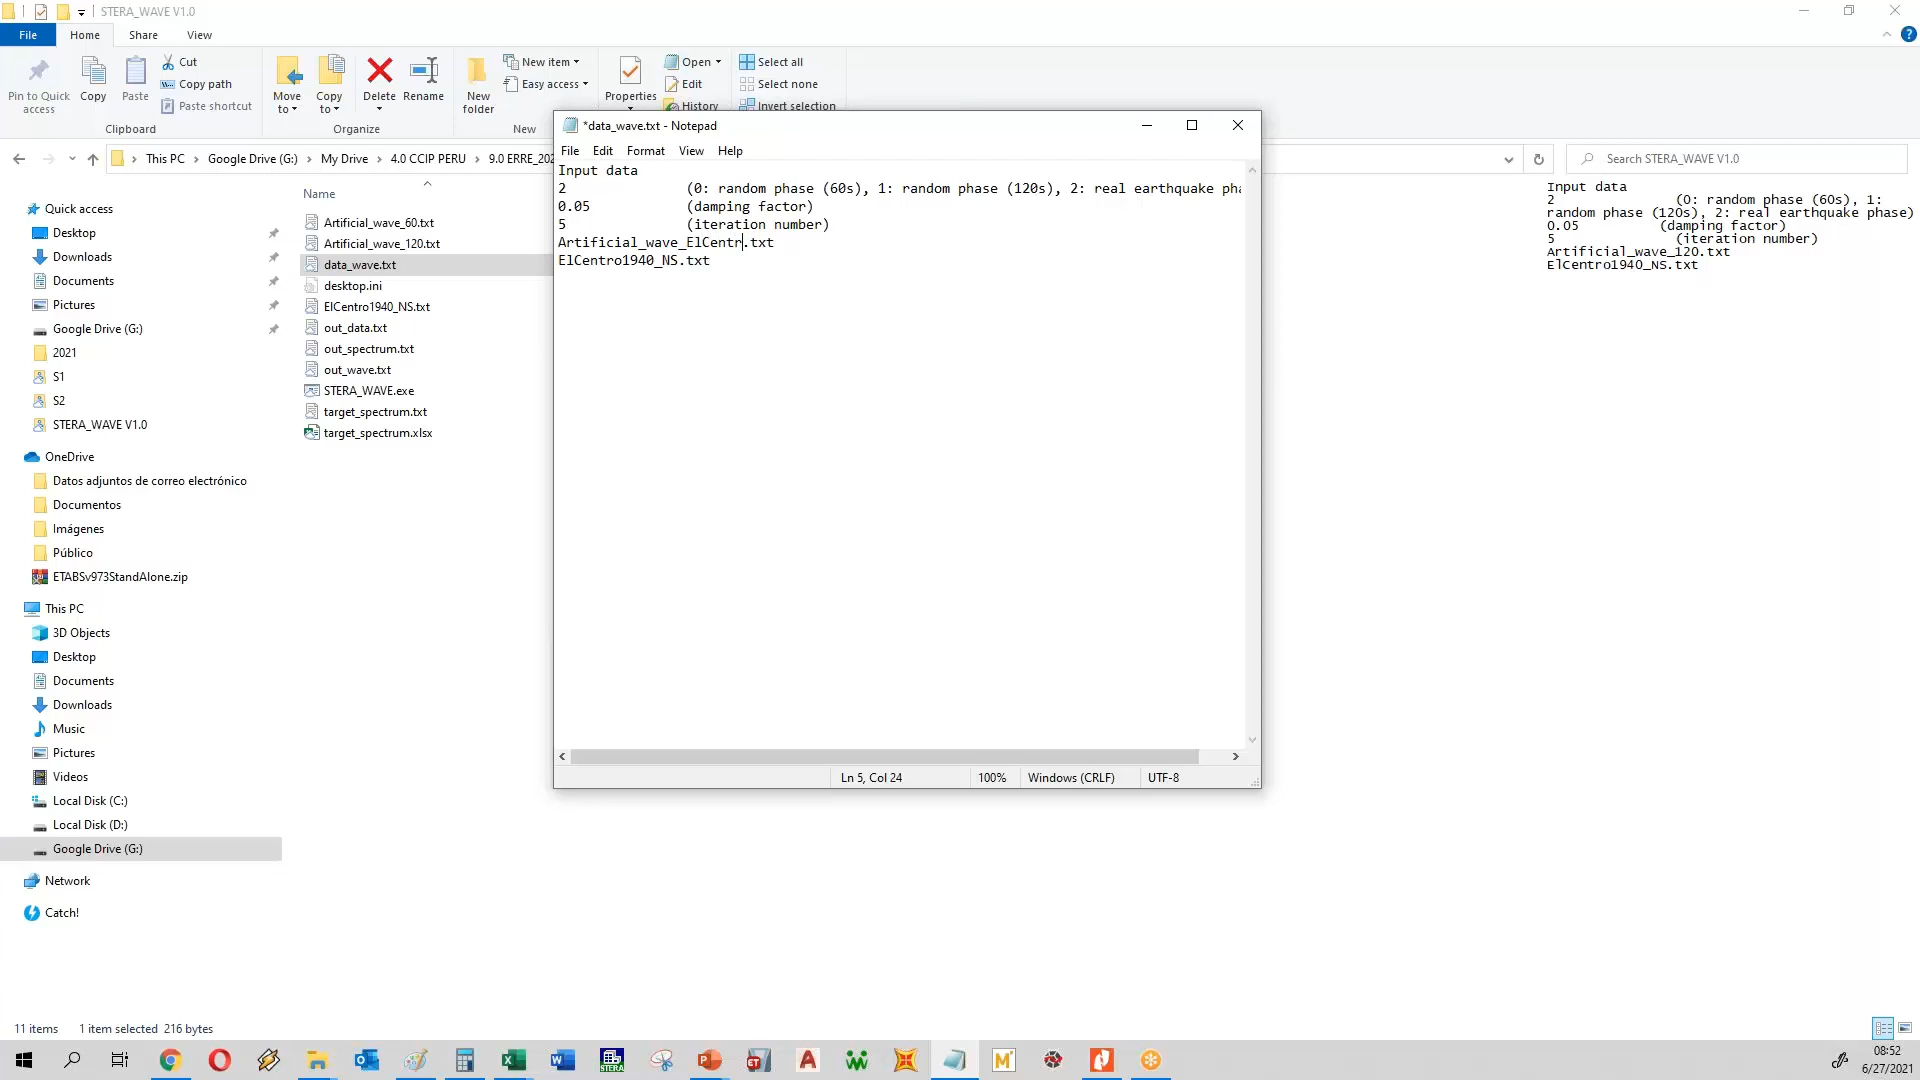 STERA_WAVE V1.0
File Home Share View
Pin to Quick access
Copy
Paste
Cut
Copy path
Paste shortcut
Clipboard
Move to
Copy to
Delete
Rename
Organize
New folder
New item
Easy access
New
Properties
Open
Edit
History
Select all
Select none
Invert selection
This PC > Google Drive (G:) > My Drive > 4.0 CCIP PERU > 9.0 ERRE_202
Search STERA_WAVE V1.0
Quick access
Desktop
Downloads
Documents
Pictures
Google Drive (G:)
2021
S1
S2
STERA_WAVE V1.0
OneDrive
Datos adjuntos de correo electrónico
Documentos
Imágenes
Público
ETABSv973StandAlone.zip
This PC
3D Objects
Desktop
Documents
Downloads
Music
Pictures
Videos
Local Disk (C:)
Local Disk (D:)
Google Drive (G:)
Network
Catch!
Name
Artificial_wave_60.txt
Artificial_wave_120.txt
data_wave.txt
desktop.ini
ElCentro1940_NS.txt
out_data.txt
out_spectrum.txt
out_wave.txt
STERA_WAVE.exe
target_spectrum.txt
target_spectrum.xlsx
*data_wave.txt - Notepad
File Edit Format View Help
Input data
2 (0: random phase (60s), 1: random phase (120s), 2: real earthquake pha
0.05 (damping factor)
5 (iteration number)
Artificial_wave_ElCentr.txt
ElCentro1940_NS.txt
Ln 5, Col 24 100% Windows (CRLF) UTF-8
Input data
2 (0: random phase (60s), 1:
random phase (120s), 2: real earthquake phase)
0.05 (damping factor)
5 (iteration number)
Artificial_wave_120.txt
ElCentro1940_NS.txt
11 items 1 item selected 216 bytes
STERA
08:52
6/27/2021